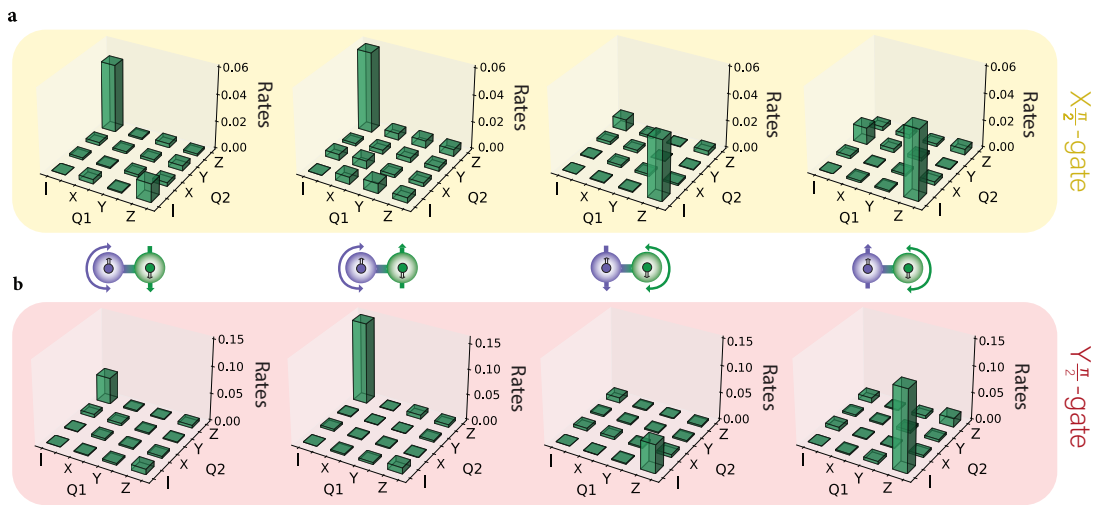 a
0.06
0.04
0.02
0.00
Rates
I
X
Y
Z
Q1
I
X
Y
Z
Q2
0.06
0.04
0.02
0.00
Rates
I
X
Y
Z
Q1
I
X
Y
Z
Q2
0.06
0.04
0.02
0.00
Rates
I
X
Y
Z
Q1
I
X
Y
Z
Q2
0.06
0.04
0.02
0.00
Rates
I
X
Y
Z
Q1
I
X
Y
Z
Q2
X π/2 -gate
b
0.15
0.10
0.05
0.00
Rates
I
X
Y
Z
Q1
I
X
Y
Z
Q2
0.15
0.10
0.05
0.00
Rates
I
X
Y
Z
Q1
I
X
Y
Z
Q2
0.15
0.10
0.05
0.00
Rates
I
X
Y
Z
Q1
I
X
Y
Z
Q2
0.15
0.10
0.05
0.00
Rates
I
X
Y
Z
Q1
I
X
Y
Z
Q2
Y π/2 -gate